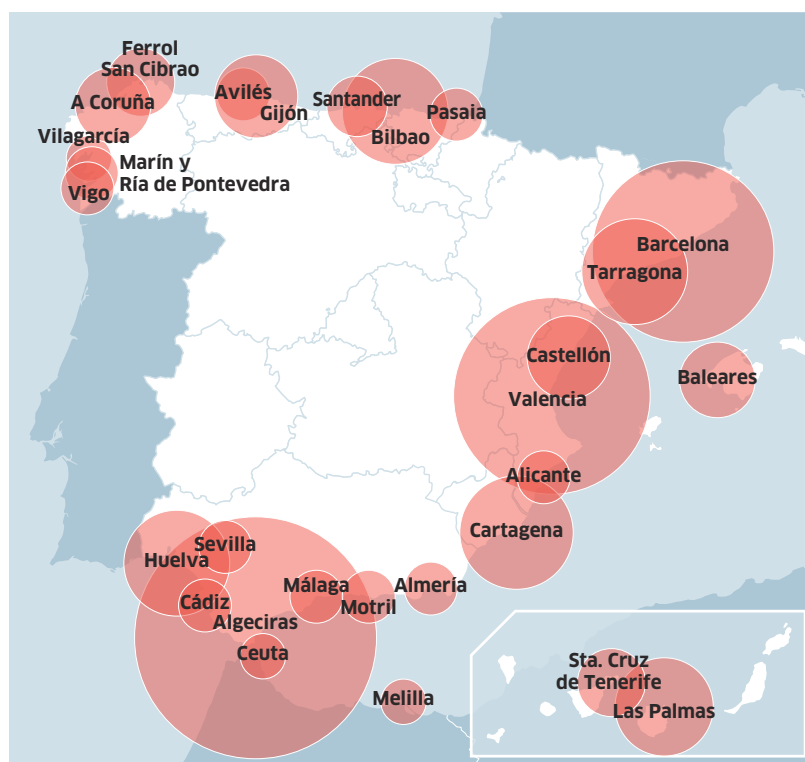 Ferrol
San Cibrao
A Coruña
Avilés
Gijón
Santander
Bilbao
Pasaia
Vilagarcía
Marín y
Ría de Pontevedra
Vigo
Barcelona
Tarragona
Castellón
Valencia
Baleares
Alicante
Cartagena
Sevilla
Huelva
Cádiz
Algeciras
Málaga
Motril
Almería
Ceuta
Melilla
Sta. Cruz
de Tenerife
Las Palmas